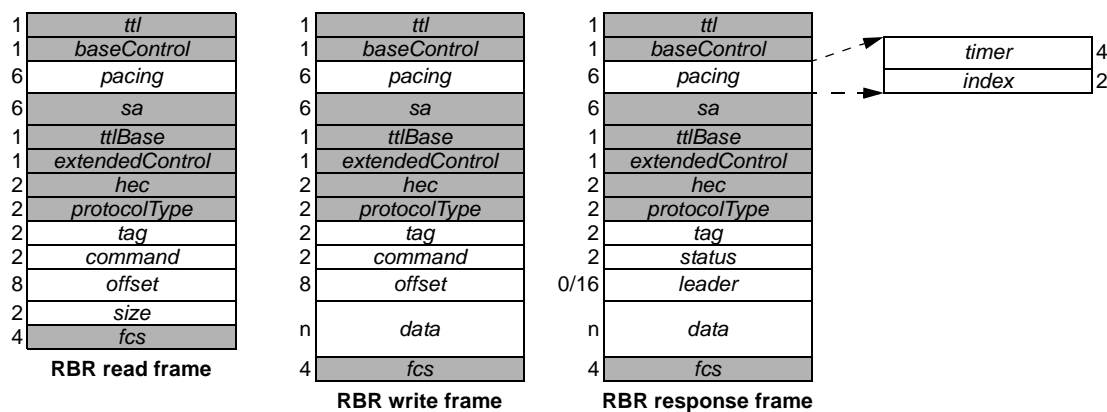 1 ttl
1 baseControl
6 pacing
6 sa
1 ttlBase
1 extendedControl
2 hec
2 protocolType
2 tag
2 command
8 offset
2 size
4 fcs
RBR read frame
1 ttl
1 baseControl
6 pacing
6 sa
1 ttlBase
1 extendedControl
2 hec
2 protocolType
2 tag
2 command
8 offset
n data
4 fcs
RBR write frame
1 ttl
1 baseControl
6 pacing
6 sa
1 ttlBase
1 extendedControl
2 hec
2 protocolType
2 tag
2 status
0/16 leader
n data
4 fcs
RBR response frame
timer 4
index 2